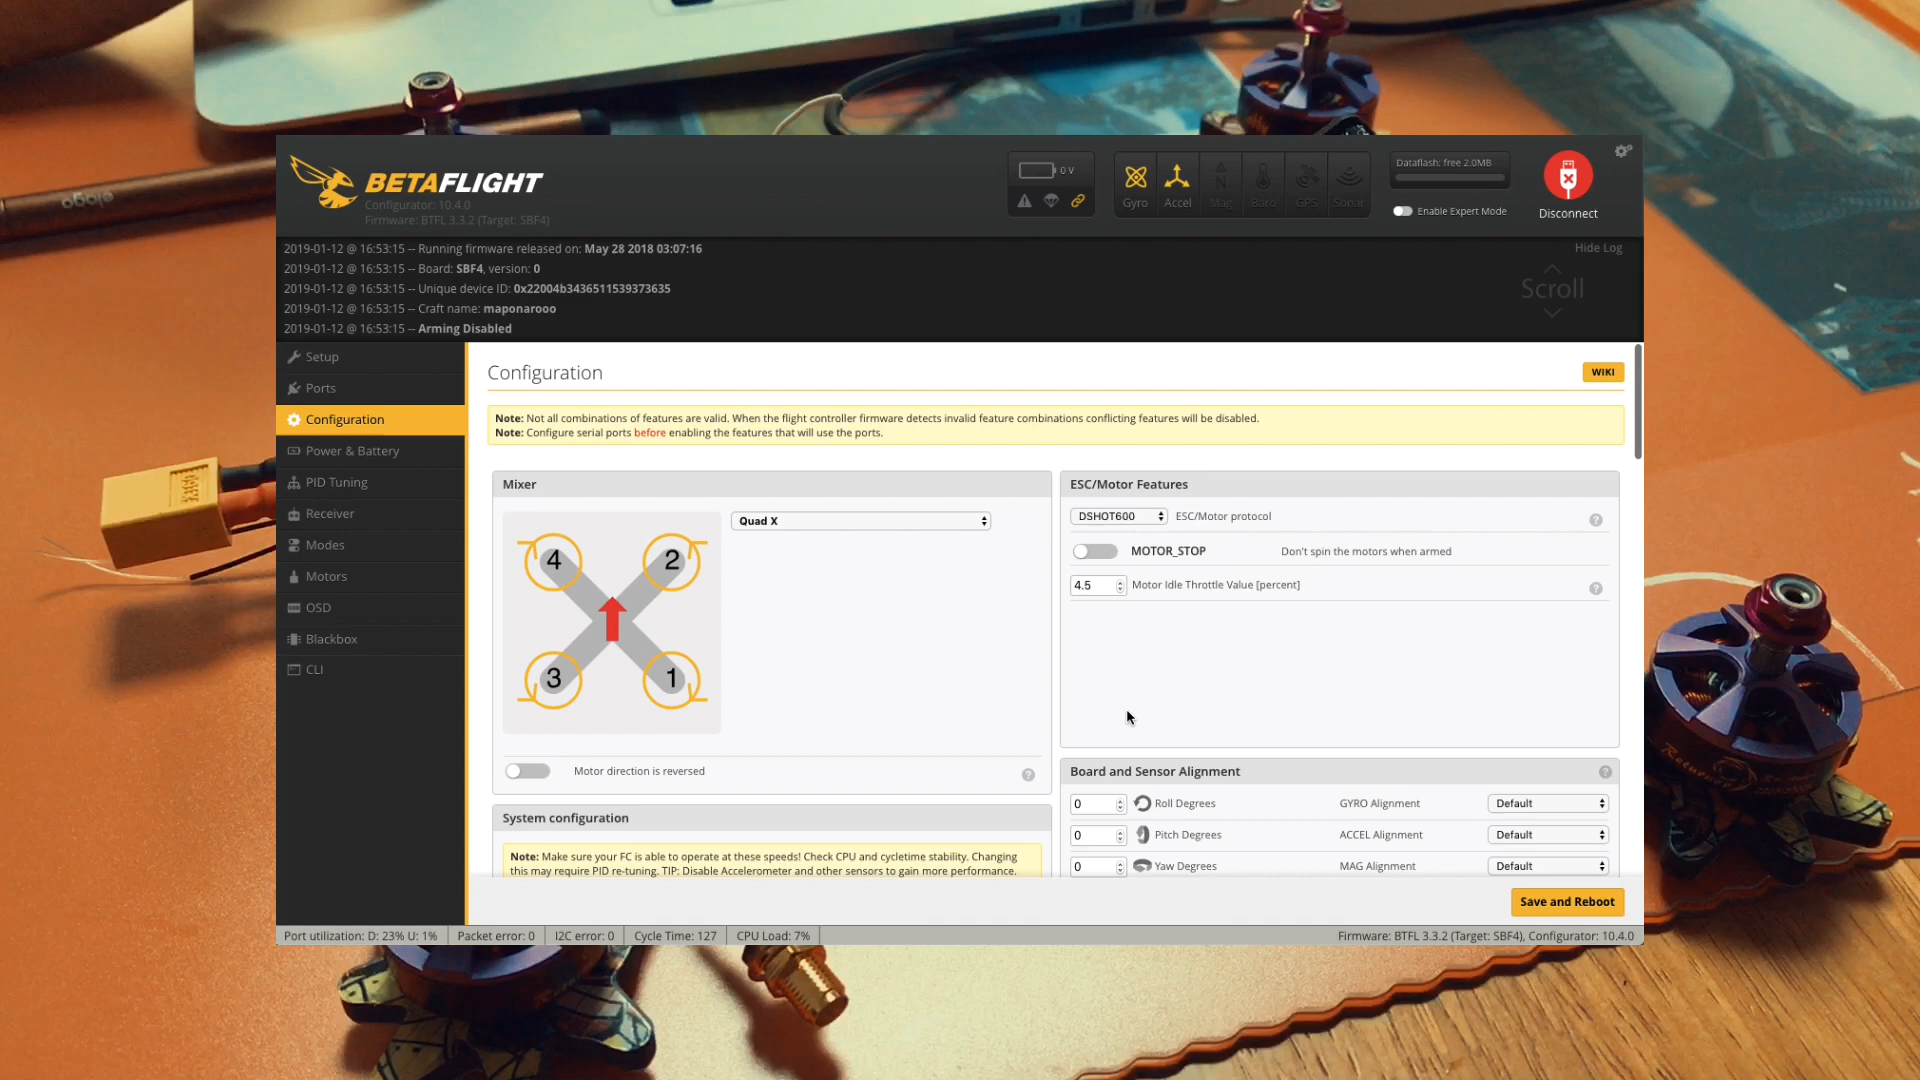 BETAFLIGHT
Configurator: 10.4.0
Firmware: BTFL 3.3.2 (Target: SBF4)
0 V
Gyro
Accel
Mag
Baro
GPS
Sonar
Dataflash: free 2.0MB
Enable Expert Mode
Disconnect
2019-01-12 @ 16:53:15 -- Running firmware released on: May 28 2018 03:07:16
2019-01-12 @ 16:53:15 -- Board: SBF4, version: 0
2019-01-12 @ 16:53:15 -- Unique device ID: 0x22004b3436511539373635
2019-01-12 @ 16:53:15 -- Craft name: maponarooo
2019-01-12 @ 16:53:15 -- Arming Disabled
Hide Log
Scroll
Setup
Ports
Configuration
Power & Battery
PID Tuning
Receiver
Modes
Motors
OSD
Blackbox
CLI
Configuration
WIKI
Note: Not all combinations of features are valid. When the flight controller firmware detects invalid feature combinations conflicting features will be disabled.
Note: Configure serial ports before enabling the features that will use the ports.
Mixer
Quad X
4
2
3
1
Motor direction is reversed
?
ESC/Motor Features
DSHOT600
ESC/Motor protocol
?
MOTOR_STOP
Don't spin the motors when armed
4.5
Motor Idle Throttle Value [percent]
?
System configuration
Note: Make sure your FC is able to operate at these speeds! Check CPU and cycletime stability. Changing
this may require PID re-tuning. TIP: Disable Accelerometer and other sensors to gain more performance.
Board and Sensor Alignment
?
0
Roll Degrees
GYRO Alignment
Default
0
Pitch Degrees
ACCEL Alignment
Default
0
Yaw Degrees
MAG Alignment
Default
Save and Reboot
Port utilization: D: 23% U: 1%
Packet error: 0
I2C error: 0
Cycle Time: 127
CPU Load: 7%
Firmware: BTFL 3.3.2 (Target: SBF4), Configurator: 10.4.0